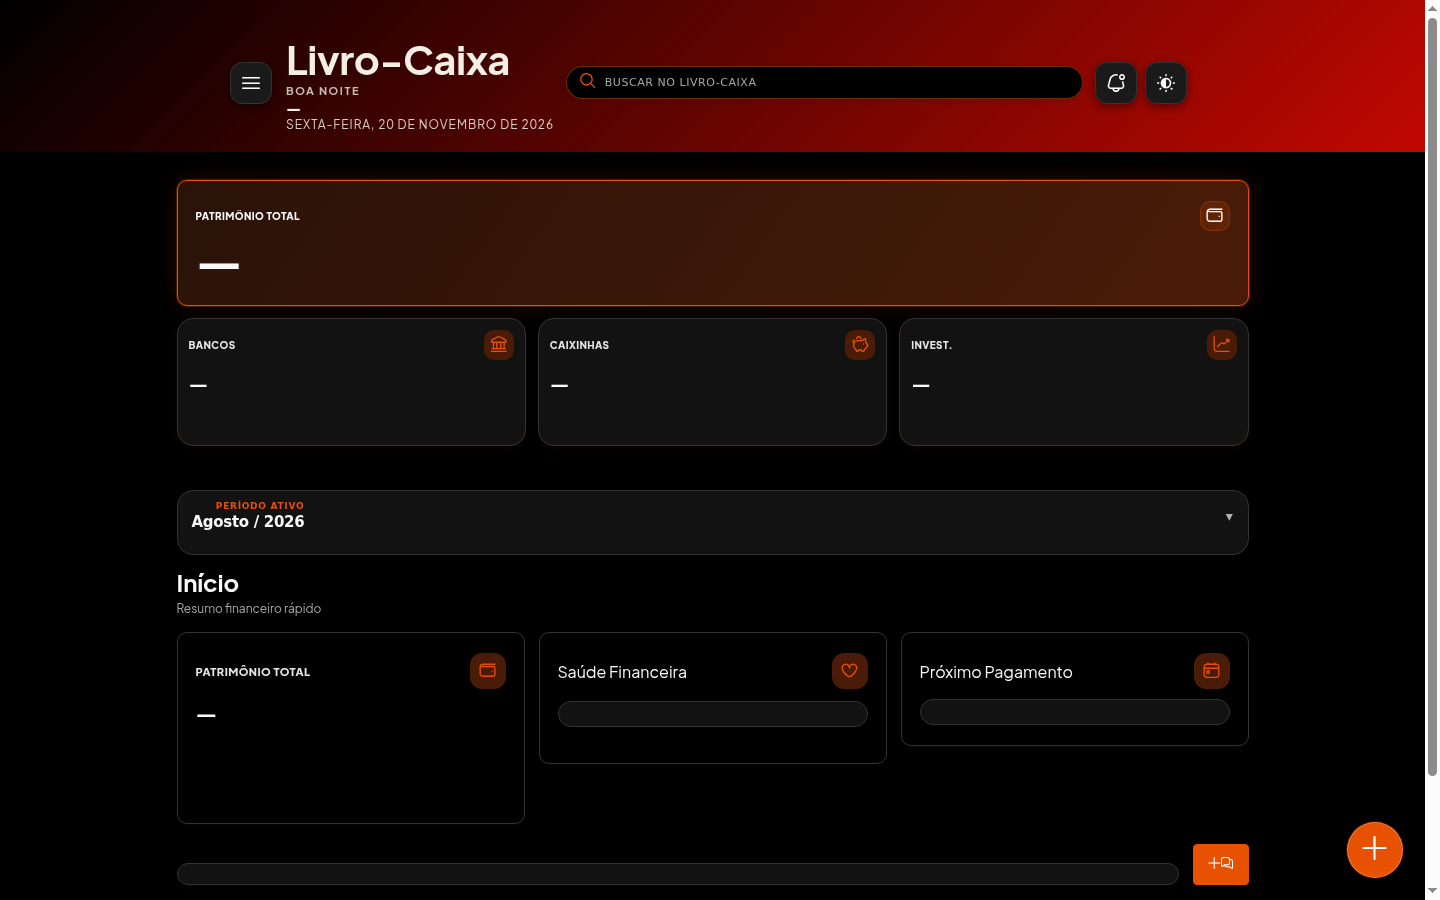 Livro-Caixa
BOA NOITE
—
SEXTA-FEIRA, 20 DE NOVEMBRO DE 2026
BUSCAR NO LIVRO-CAIXA
PATRIMÔNIO TOTAL
—
BANCOS
—
CAIXINHAS
—
INVEST.
—
PERÍODO ATIVO
Agosto / 2026
▼
Início
Resumo financeiro rápido
PATRIMÔNIO TOTAL
—
Saúde Financeira
Próximo Pagamento